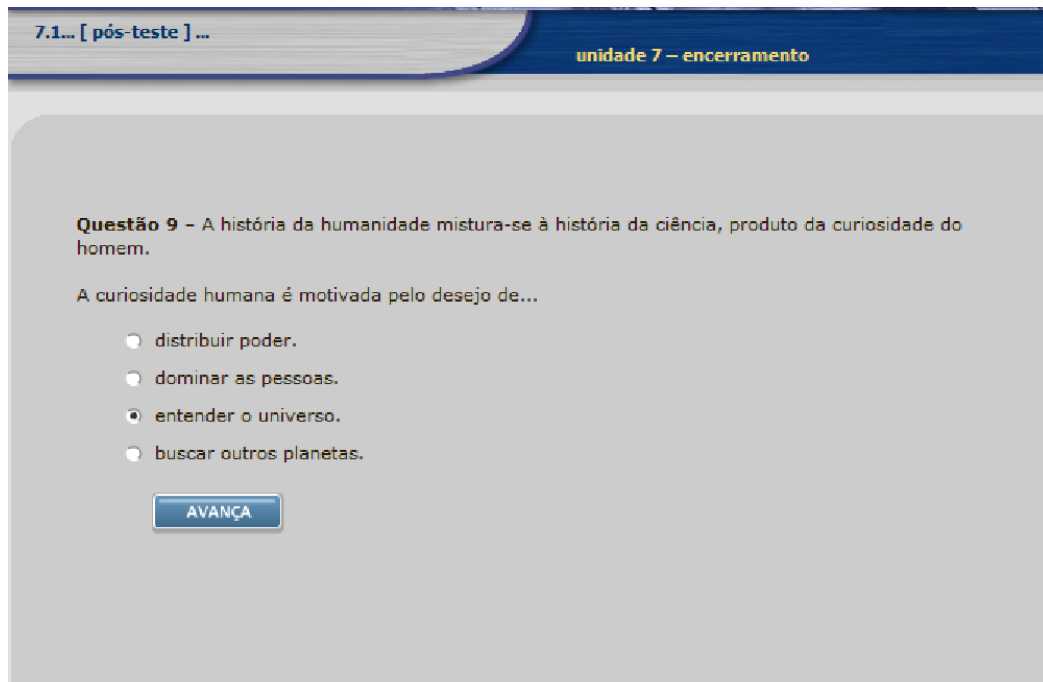 7.1... [ pós-teste ] ...
unidade 7 – encerramento
Questão 9 – A história da humanidade mistura-se à história da ciência, produto da curiosidade do
homem.
A curiosidade humana é motivada pelo desejo de...
distribuir poder.
dominar as pessoas.
entender o universo.
buscar outros planetas.
AVANÇA